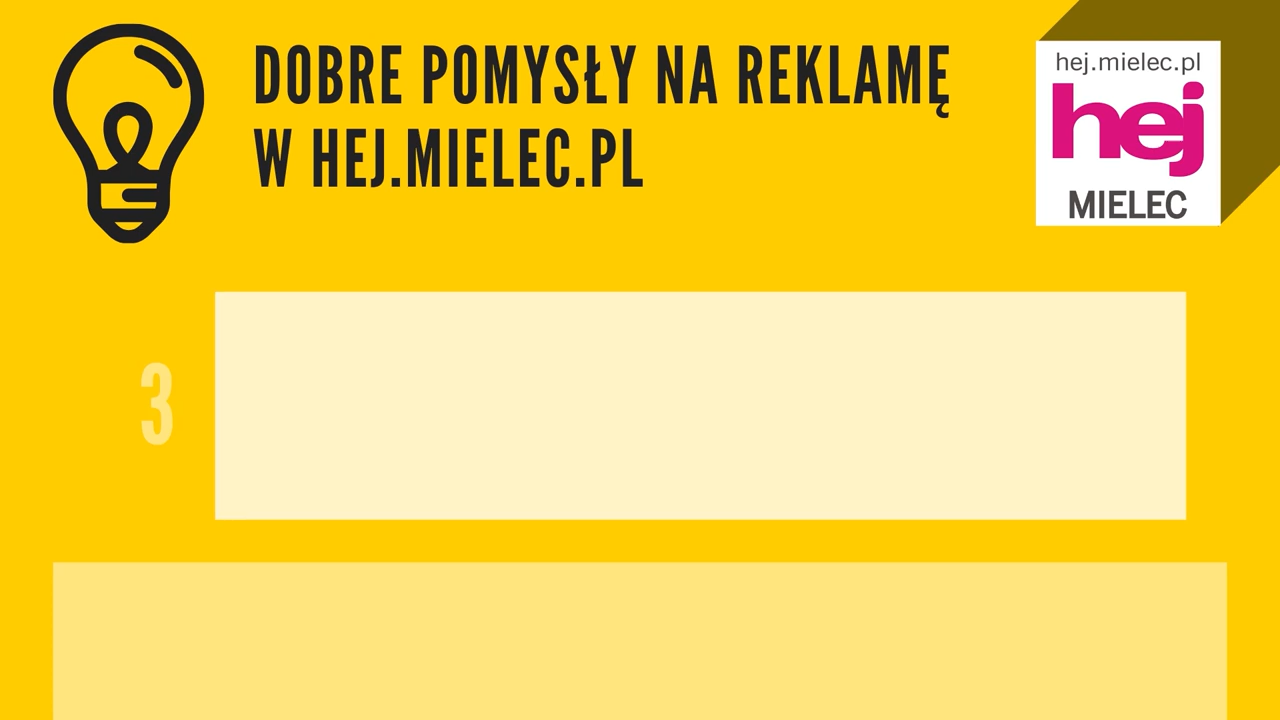 DOBRE POMYSŁY NA REKLAMĘ
W HEJ.MIELEC.PL
hej.mielec.pl
hej
MIELEC
3